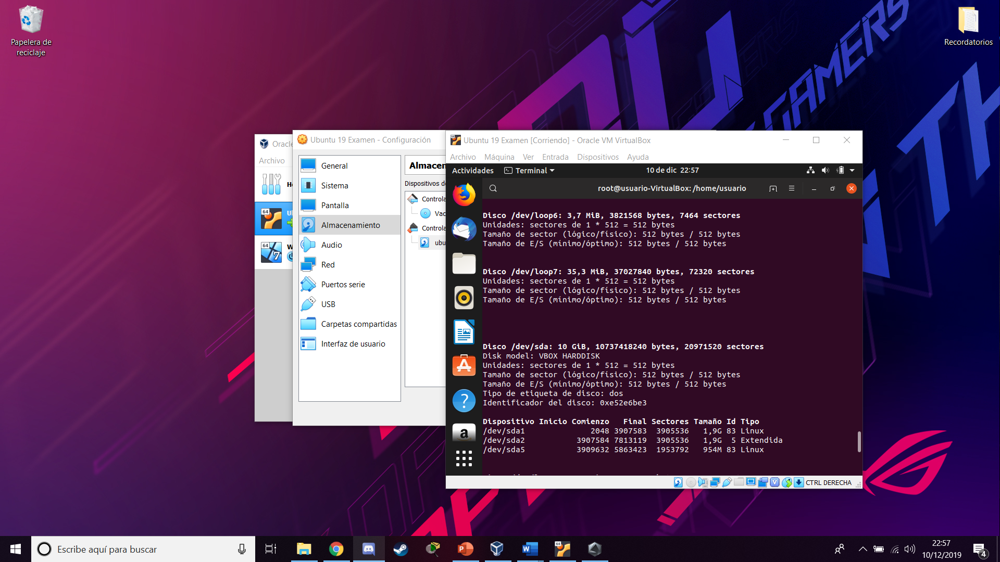 Papelera de
reciclaje
Recordatorios
GAMERS
Oracle
Archivo
64
64
7
Ubuntu 19 Examen - Configuración
General
Sistema
Pantalla
Almacenamiento
Audio
Red
Puertos serie
USB
Carpetas compartidas
Interfaz de usuario
Almacen
Dispositivos de
Controla
Vac
Controla
ubu
Ubuntu 19 Examen [Corriendo] - Oracle VM VirtualBox
Archivo Máquina Ver Entrada Dispositivos Ayuda
Actividades Terminal 10 de dic 22:57
root@usuario-VirtualBox: /home/usuario
Disco /dev/loop6: 3,7 MiB, 3821568 bytes, 7464 sectores
Unidades: sectores de 1 * 512 = 512 bytes
Tamaño de sector (lógico/físico): 512 bytes / 512 bytes
Tamaño de E/S (mínimo/óptimo): 512 bytes / 512 bytes
Disco /dev/loop7: 35,3 MiB, 37027840 bytes, 72320 sectores
Unidades: sectores de 1 * 512 = 512 bytes
Tamaño de sector (lógico/físico): 512 bytes / 512 bytes
Tamaño de E/S (mínimo/óptimo): 512 bytes / 512 bytes
Disco /dev/sda: 10 GiB, 10737418240 bytes, 20971520 sectores
Disk model: VBOX HARDDISK
Unidades: sectores de 1 * 512 = 512 bytes
Tamaño de sector (lógico/físico): 512 bytes / 512 bytes
Tamaño de E/S (mínimo/óptimo): 512 bytes / 512 bytes
Tipo de etiqueta de disco: dos
Identificador del disco: 0xe52e6be3
Dispositivo Inicio Comienzo Final Sectores Tamaño Id Tipo
/dev/sda1 2048 3907583 3905536 1,9G 83 Linux
/dev/sda2 3907584 7813119 3905536 1,9G 5 Extendida
/dev/sda5 3909632 5863423 1953792 954M 83 Linux
CTRL DERECHA
Escribe aquí para buscar
22:57
10/12/2019
4